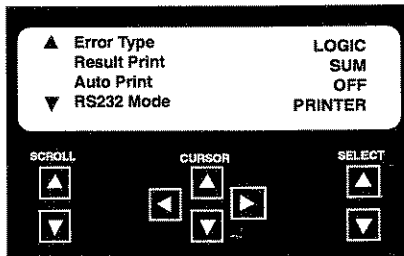 ▲ Error Type LOGIC
Result Print SUM
Auto Print OFF
▼ RS232 Mode PRINTER
SCROLL CURSOR SELECT